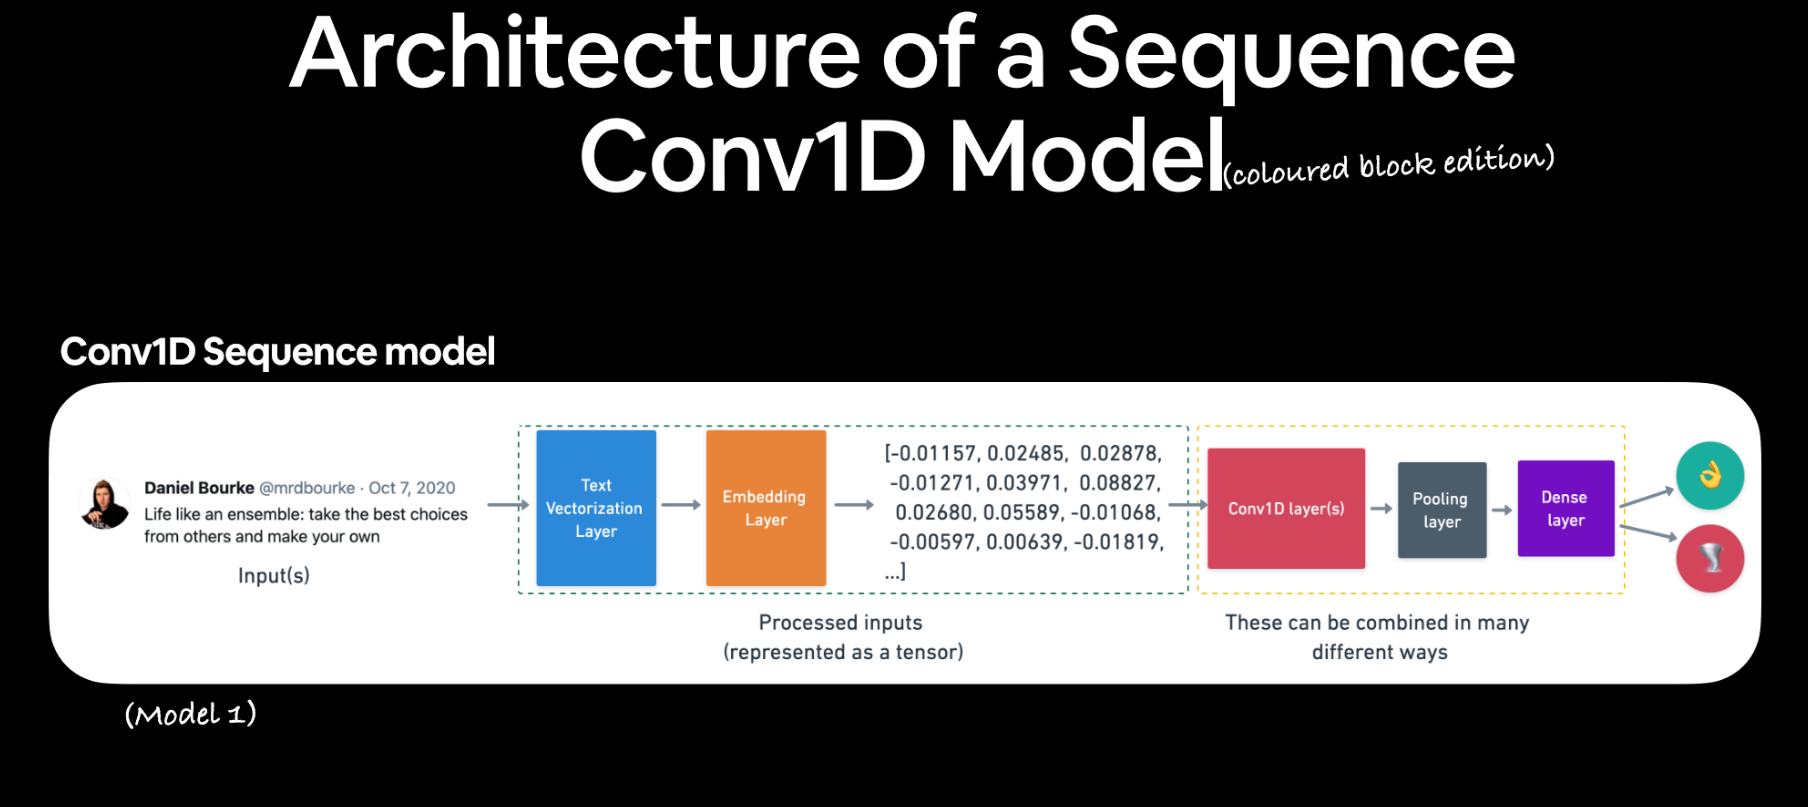 Architecture of a Sequence
Conv1D Model (coloured block edition)
Conv1D Sequence model
Daniel Bourke @mrdbourke · Oct 7, 2020
Life like an ensemble: take the best choices
from others and make your own
Input(s)
Text
Vectorization
Layer
Embedding
Layer
[-0.01157, 0.02485, 0.02878,
-0.01271, 0.03971, 0.08827,
0.02680, 0.05589, -0.01068,
-0.00597, 0.00639, -0.01819,
...]
Processed inputs
(represented as a tensor)
Conv1D layer(s)
Pooling
layer
Dense
layer
These can be combined in many
different ways
(Model 1)